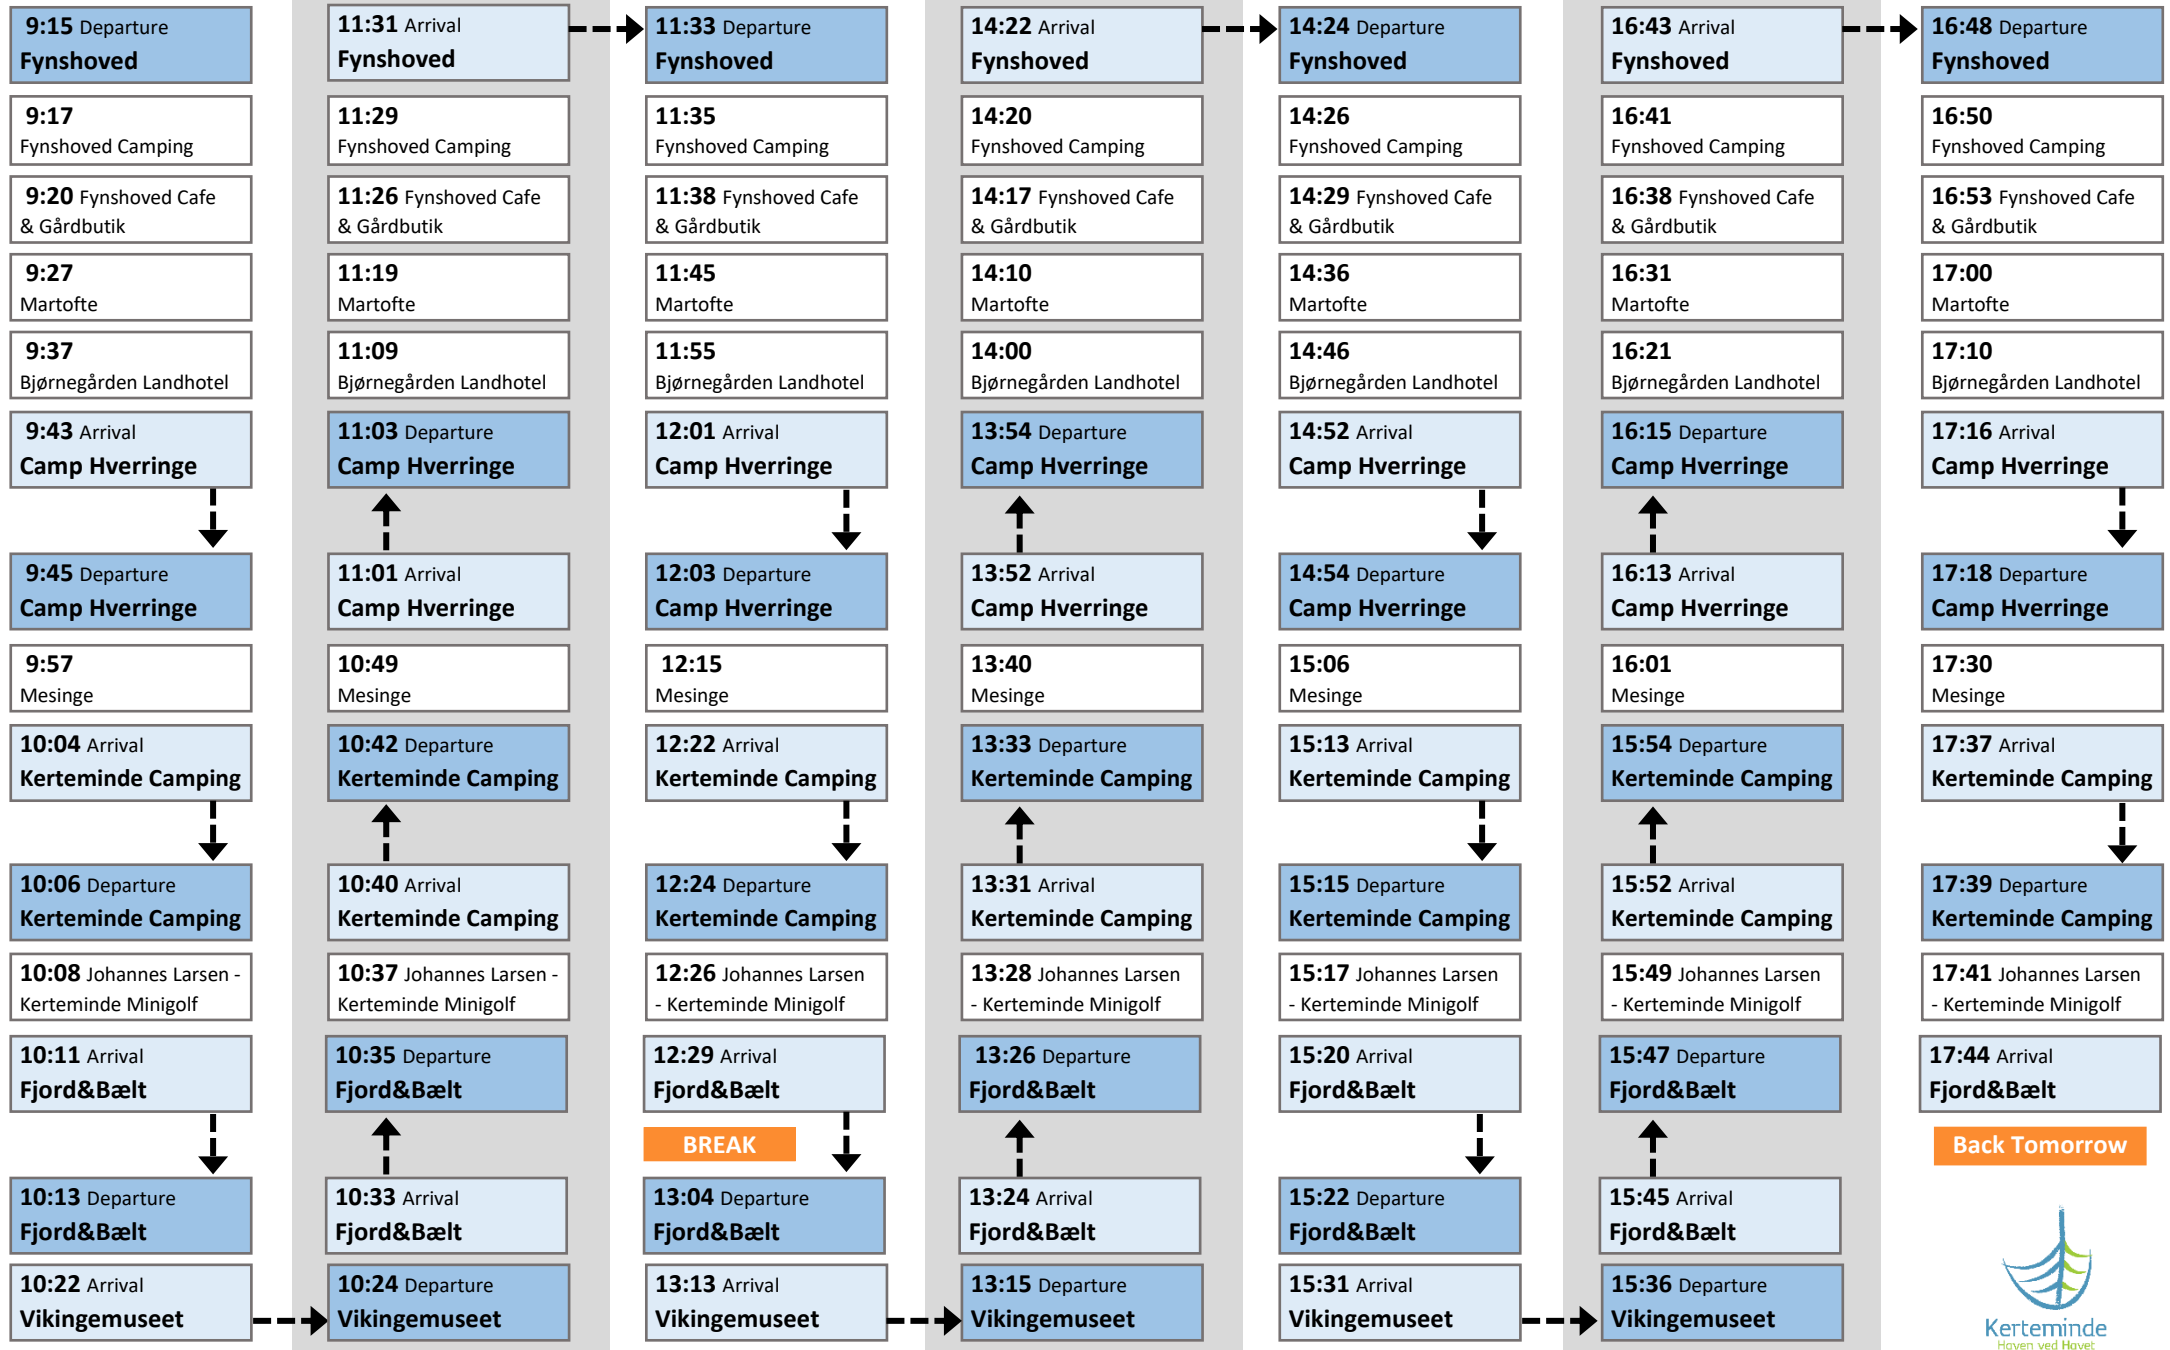 9:15 Departure
Fynshoved
9:17
Fynshoved Camping
9:20 Fynshoved Cafe
& Gårdbutik
9:27
Martofte
9:37
Bjørnegården Landhotel
9:43 Arrival
Camp Hverringe
9:45 Departure
Camp Hverringe
9:57
Mesinge
10:04 Arrival
Kerteminde Camping
10:06 Departure
Kerteminde Camping
10:08 Johannes Larsen -
Kerteminde Minigolf
10:11 Arrival
Fjord&Bælt
10:13 Departure
Fjord&Bælt
10:22 Arrival
Vikingemuseet
11:31 Arrival
Fynshoved
11:29
Fynshoved Camping
11:26 Fynshoved Cafe
& Gårdbutik
11:19
Martofte
11:09
Bjørnegården Landhotel
11:03 Departure
Camp Hverringe
11:01 Arrival
Camp Hverringe
10:49
Mesinge
10:42 Departure
Kerteminde Camping
10:40 Arrival
Kerteminde Camping
10:37 Johannes Larsen -
Kerteminde Minigolf
10:35 Departure
Fjord&Bælt
10:33 Arrival
Fjord&Bælt
10:24 Departure
Vikingemuseet
11:33 Departure
Fynshoved
11:35
Fynshoved Camping
11:38 Fynshoved Cafe
& Gårdbutik
11:45
Martofte
11:55
Bjørnegården Landhotel
12:01 Arrival
Camp Hverringe
12:03 Departure
Camp Hverringe
12:15
Mesinge
12:22 Arrival
Kerteminde Camping
12:24 Departure
Kerteminde Camping
12:26 Johannes Larsen
- Kerteminde Minigolf
12:29 Arrival
Fjord&Bælt
BREAK
13:04 Departure
Fjord&Bælt
13:13 Arrival
Vikingemuseet
14:22 Arrival
Fynshoved
14:20
Fynshoved Camping
14:17 Fynshoved Cafe
& Gårdbutik
14:10
Martofte
14:00
Bjørnegården Landhotel
13:54 Departure
Camp Hverringe
13:52 Arrival
Camp Hverringe
13:40
Mesinge
13:33 Departure
Kerteminde Camping
13:31 Arrival
Kerteminde Camping
13:28 Johannes Larsen
- Kerteminde Minigolf
13:26 Departure
Fjord&Bælt
13:24 Arrival
Fjord&Bælt
13:15 Departure
Vikingemuseet
14:24 Departure
Fynshoved
14:26
Fynshoved Camping
14:29 Fynshoved Cafe
& Gårdbutik
14:36
Martofte
14:46
Bjørnegården Landhotel
14:52 Arrival
Camp Hverringe
14:54 Departure
Camp Hverringe
15:06
Mesinge
15:13 Arrival
Kerteminde Camping
15:15 Departure
Kerteminde Camping
15:17 Johannes Larsen
- Kerteminde Minigolf
15:20 Arrival
Fjord&Bælt
15:22 Departure
Fjord&Bælt
15:31 Arrival
Vikingemuseet
16:43 Arrival
Fynshoved
16:41
Fynshoved Camping
16:38 Fynshoved Cafe
& Gårdbutik
16:31
Martofte
16:21
Bjørnegården Landhotel
16:15 Departure
Camp Hverringe
16:13 Arrival
Camp Hverringe
16:01
Mesinge
15:54 Departure
Kerteminde Camping
15:52 Arrival
Kerteminde Camping
15:49 Johannes Larsen
- Kerteminde Minigolf
15:47 Departure
Fjord&Bælt
15:45 Arrival
Fjord&Bælt
15:36 Departure
Vikingemuseet
16:48 Departure
Fynshoved
16:50
Fynshoved Camping
16:53 Fynshoved Cafe
& Gårdbutik
17:00
Martofte
17:10
Bjørnegården Landhotel
17:16 Arrival
Camp Hverringe
17:18 Departure
Camp Hverringe
17:30
Mesinge
17:37 Arrival
Kerteminde Camping
17:39 Departure
Kerteminde Camping
17:41 Johannes Larsen
- Kerteminde Minigolf
17:44 Arrival
Fjord&Bælt
Back Tomorrow
Kerteminde
Haven ved Havet